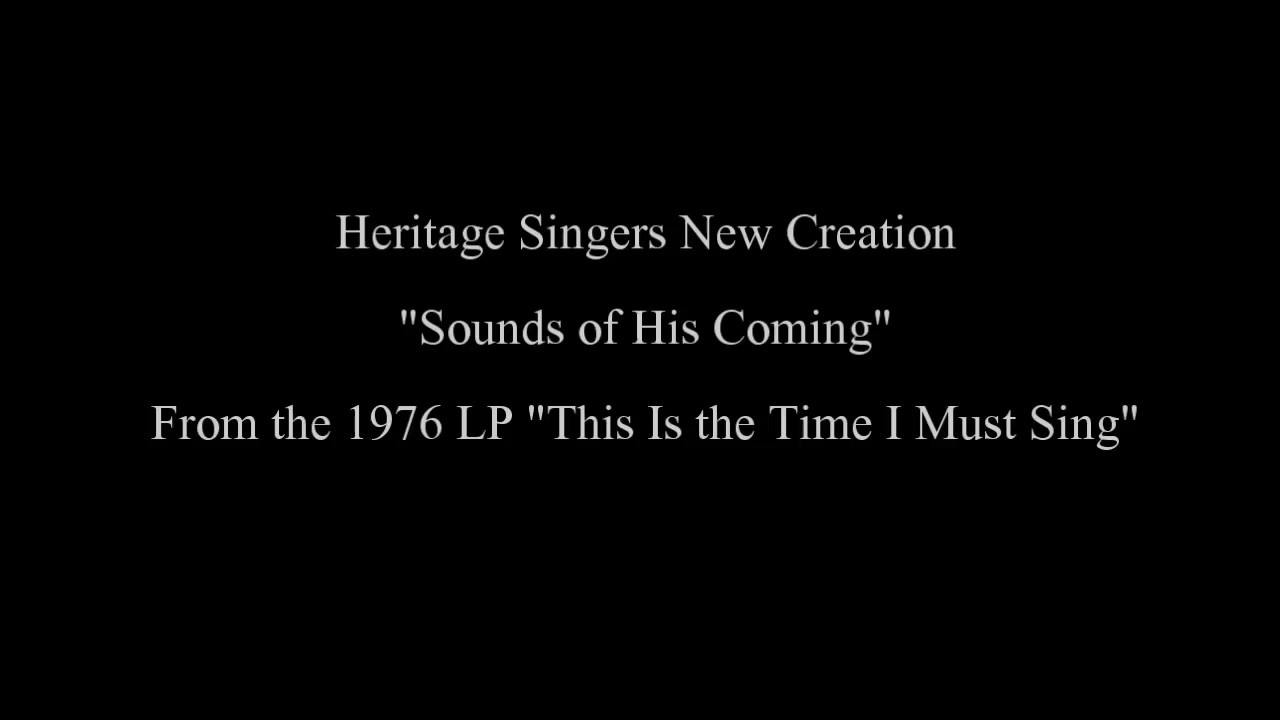 Heritage Singers New Creation
"Sounds of His Coming"
From the 1976 LP "This Is the Time I Must Sing"